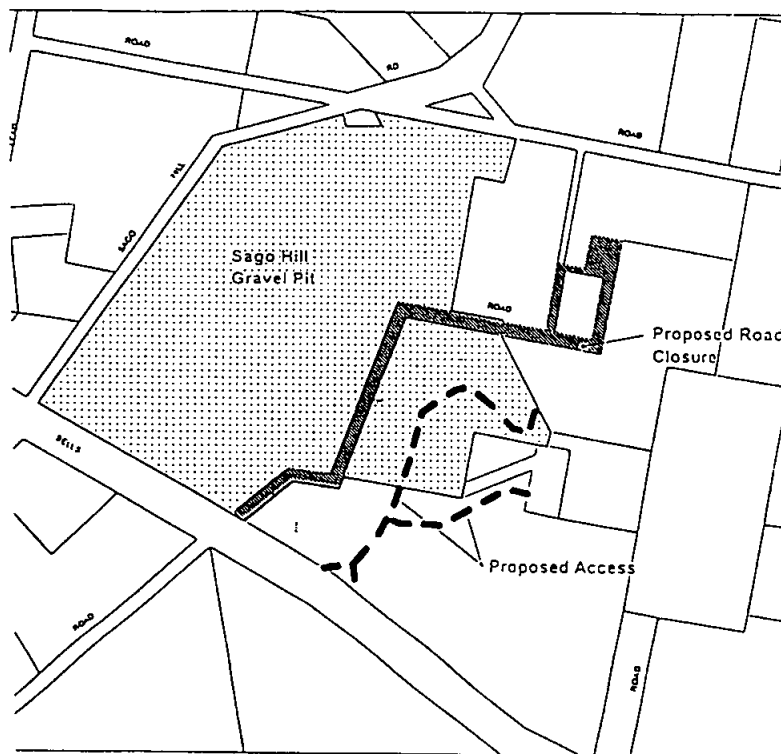 ROAD
RD
ROAD
HILL
SAGO
Sago Hill
Gravel Pit
ROAD
Proposed Road
Closure
BELLS
Proposed Access
ROAD
ROAD